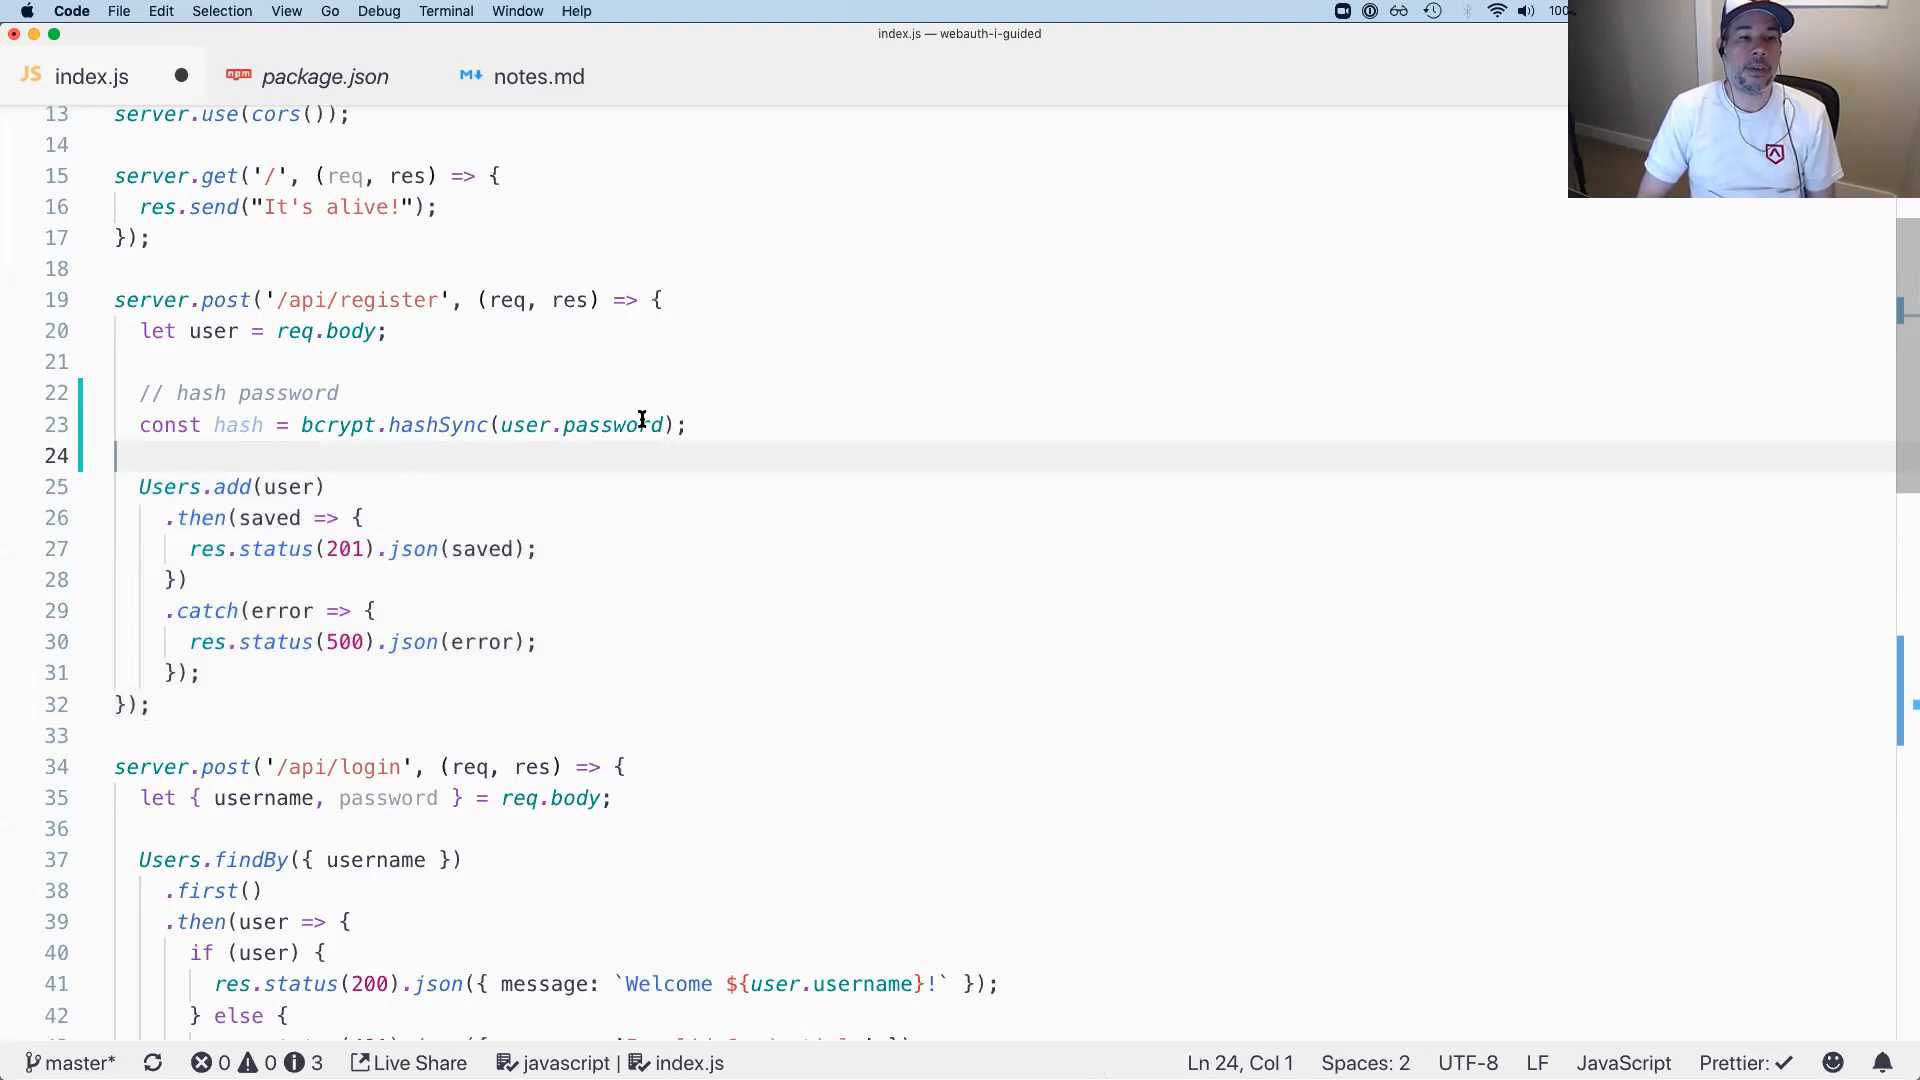 Code File Edit Selection View Go Debug Terminal Window Help 100
index.js — webauth-i-guided
JS index.js npm package.json M↓ notes.md
13 server.use(cors());
14
15 server.get('/', (req, res) => {
16 res.send("It's alive!");
17 });
18
19 server.post('/api/register', (req, res) => {
20 let user = req.body;
21
22 // hash password
23 const hash = bcrypt.hashSync(user.password);
24
25 Users.add(user)
26 .then(saved => {
27 res.status(201).json(saved);
28 })
29 .catch(error => {
30 res.status(500).json(error);
31 });
32 });
33
34 server.post('/api/login', (req, res) => {
35 let { username, password } = req.body;
36
37 Users.findBy({ username })
38 .first()
39 .then(user => {
40 if (user) {
41 res.status(200).json({ message: `Welcome ${user.username}!` });
42 } else {
master* 0 0 3 Live Share javascript | index.js Ln 24, Col 1 Spaces: 2 UTF-8 LF JavaScript Prettier: ✓